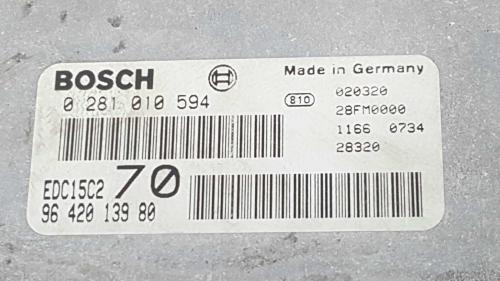 BOSCH
Made in Germany
0 281 010 594
810
020320
28FM0000
1166 0734
28320
EDC15C2 70
96 420 139 80